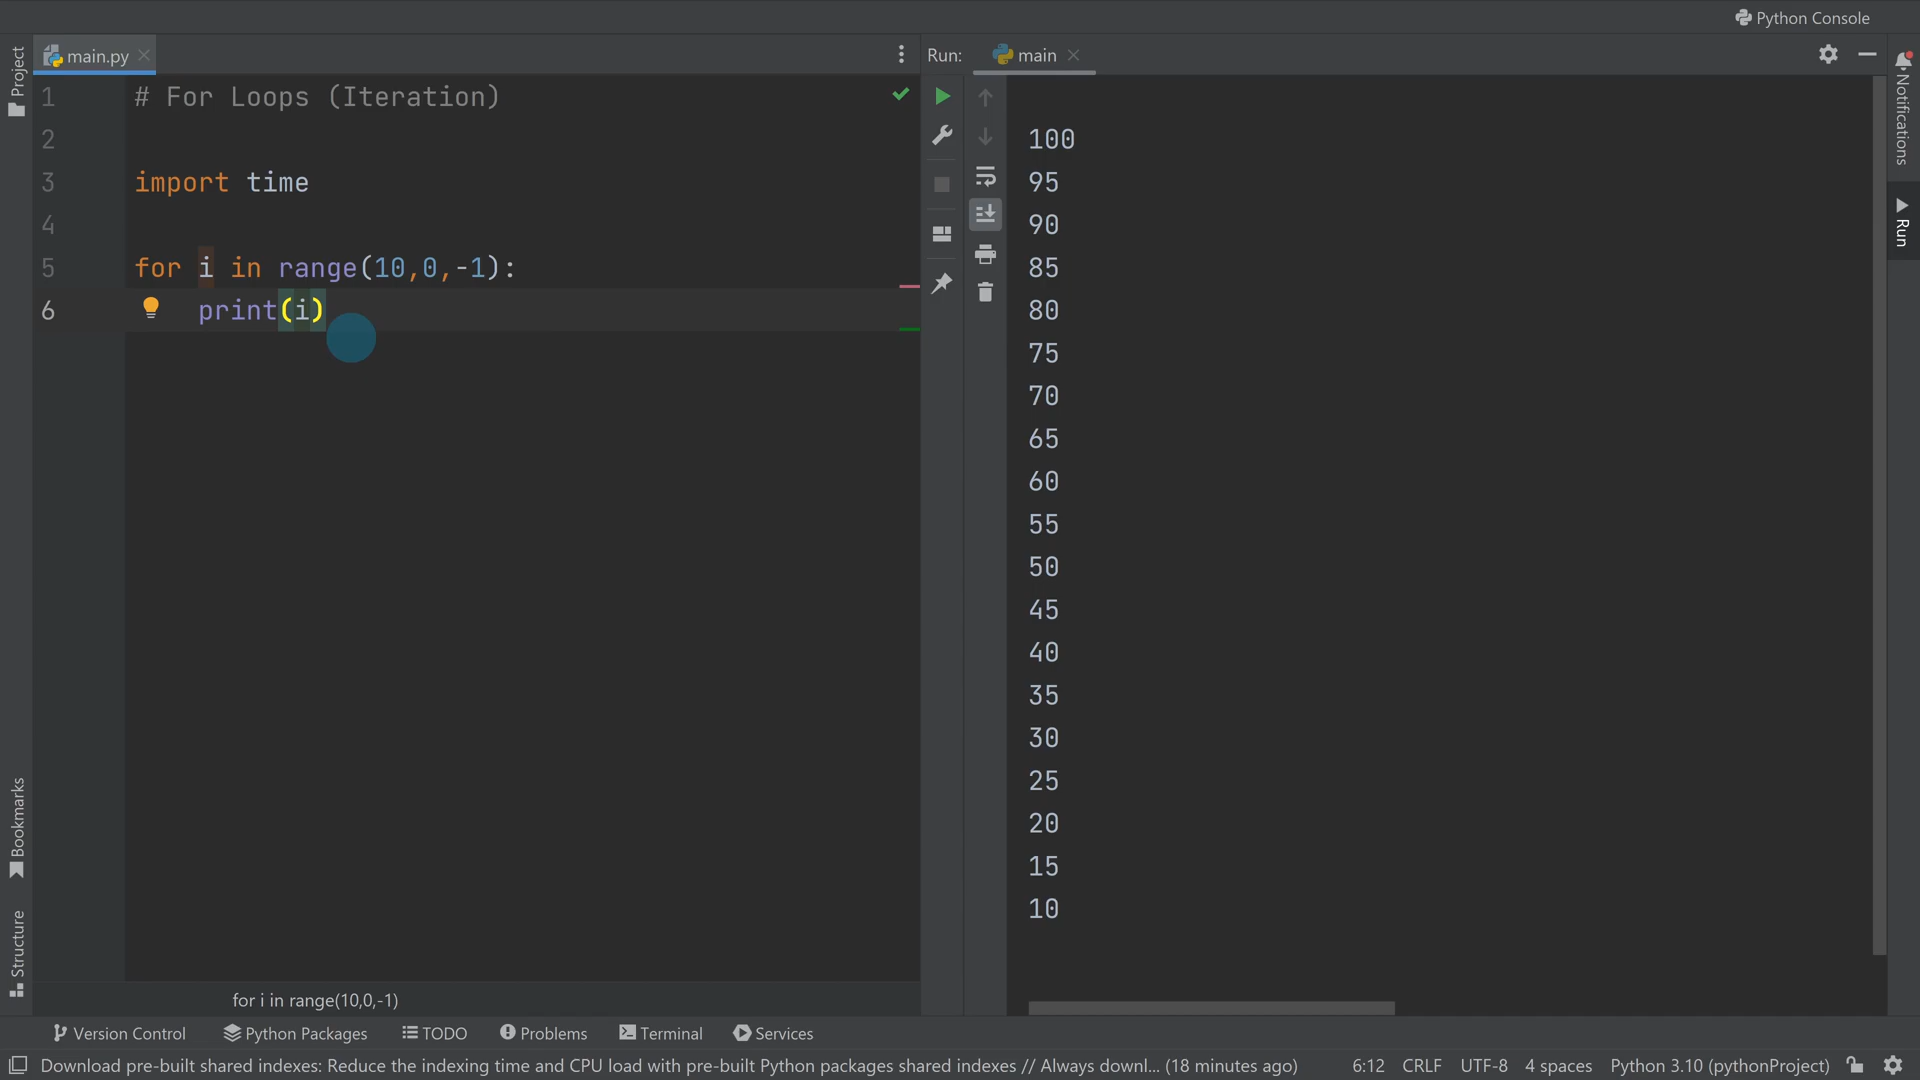 Python Console
Project
main.py
Run:
main
Notifications
Run
1 # For Loops (Iteration)
2
3 import time
4
5 for i in range(10,0,-1):
6 print(i)
100
95
90
85
80
75
70
65
60
55
50
45
40
35
30
25
20
15
10
Bookmarks
Structure
for i in range(10,0,-1)
Version Control Python Packages TODO Problems Terminal Services
Download pre-built shared indexes: Reduce the indexing time and CPU load with pre-built Python packages shared indexes // Always downl... (18 minutes ago) 6:12 CRLF UTF-8 4 spaces Python 3.10 (pythonProject)